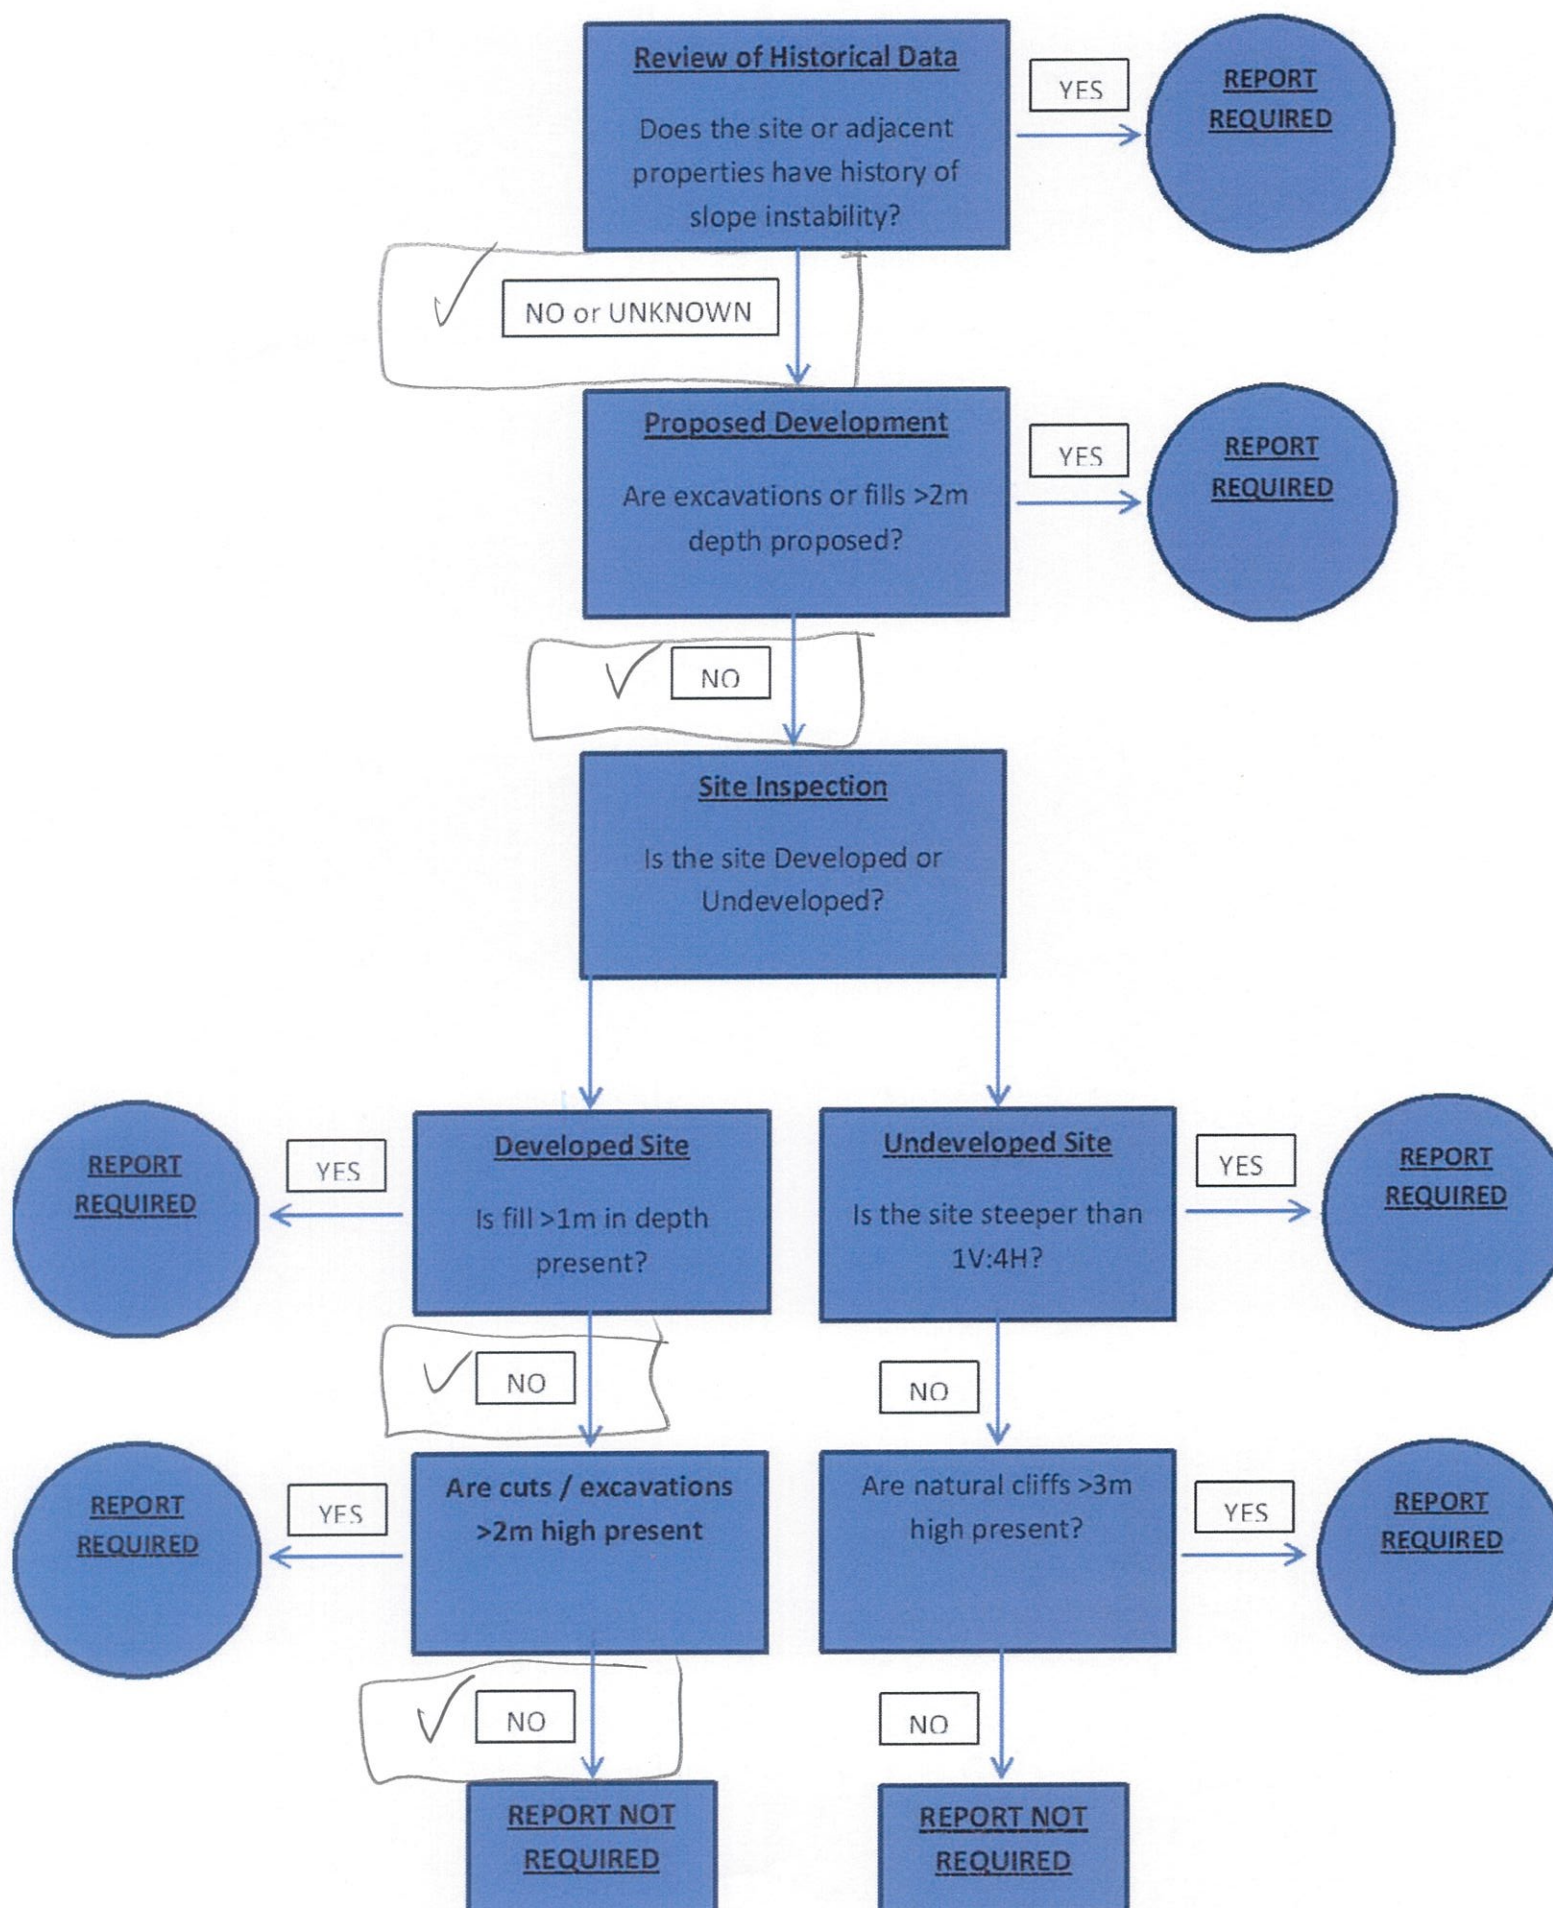 Review of Historical Data
Does the site or adjacent
properties have history of
slope instability?
YES
REPORT
REQUIRED
NO or UNKNOWN
Proposed Development
Are excavations or fills >2m
depth proposed?
YES
REPORT
REQUIRED
NO
Site Inspection
Is the site Developed or
Undeveloped?
REPORT
REQUIRED
YES
Developed Site
Is fill >1m in depth
present?
Undeveloped Site
Is the site steeper than
1V:4H?
YES
REPORT
REQUIRED
NO
NO
REPORT
REQUIRED
YES
Are cuts / excavations
>2m high present
Are natural cliffs >3m
high present?
YES
REPORT
REQUIRED
NO
NO
REPORT NOT
REQUIRED
REPORT NOT
REQUIRED